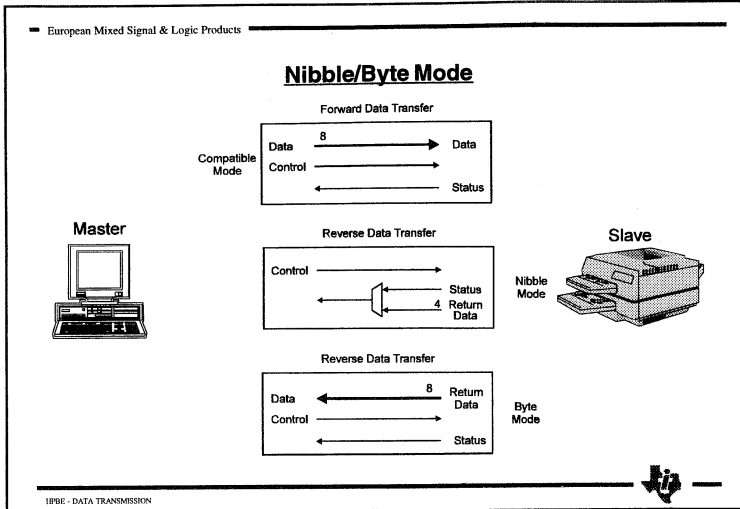 European Mixed Signal & Logic Products
Nibble/Byte Mode
Forward Data Transfer
8
Data
Data
Compatible
Mode
Control
Status
Master
Reverse Data Transfer
Slave
Control
Status
4
Return
Data
Nibble
Mode
Reverse Data Transfer
8
Data
Return
Data
Control
Byte
Mode
Status
HPBE - DATA TRANSMISSION